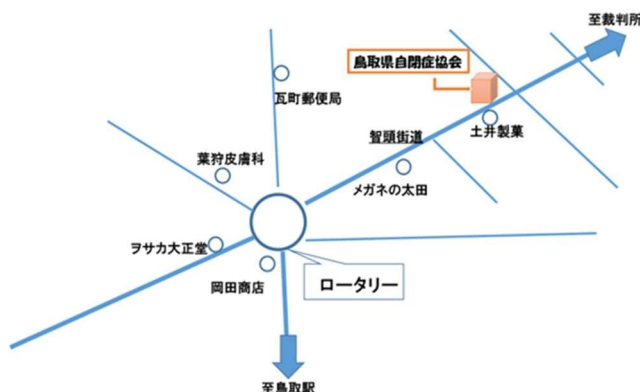 至裁判所
鳥取県自閉症協会
瓦町郵便局
土井製菓
智頭街道
葉狩皮膚科
メガネの太田
ヲサカ大正堂
岡田商店
ロータリー
至鳥取駅